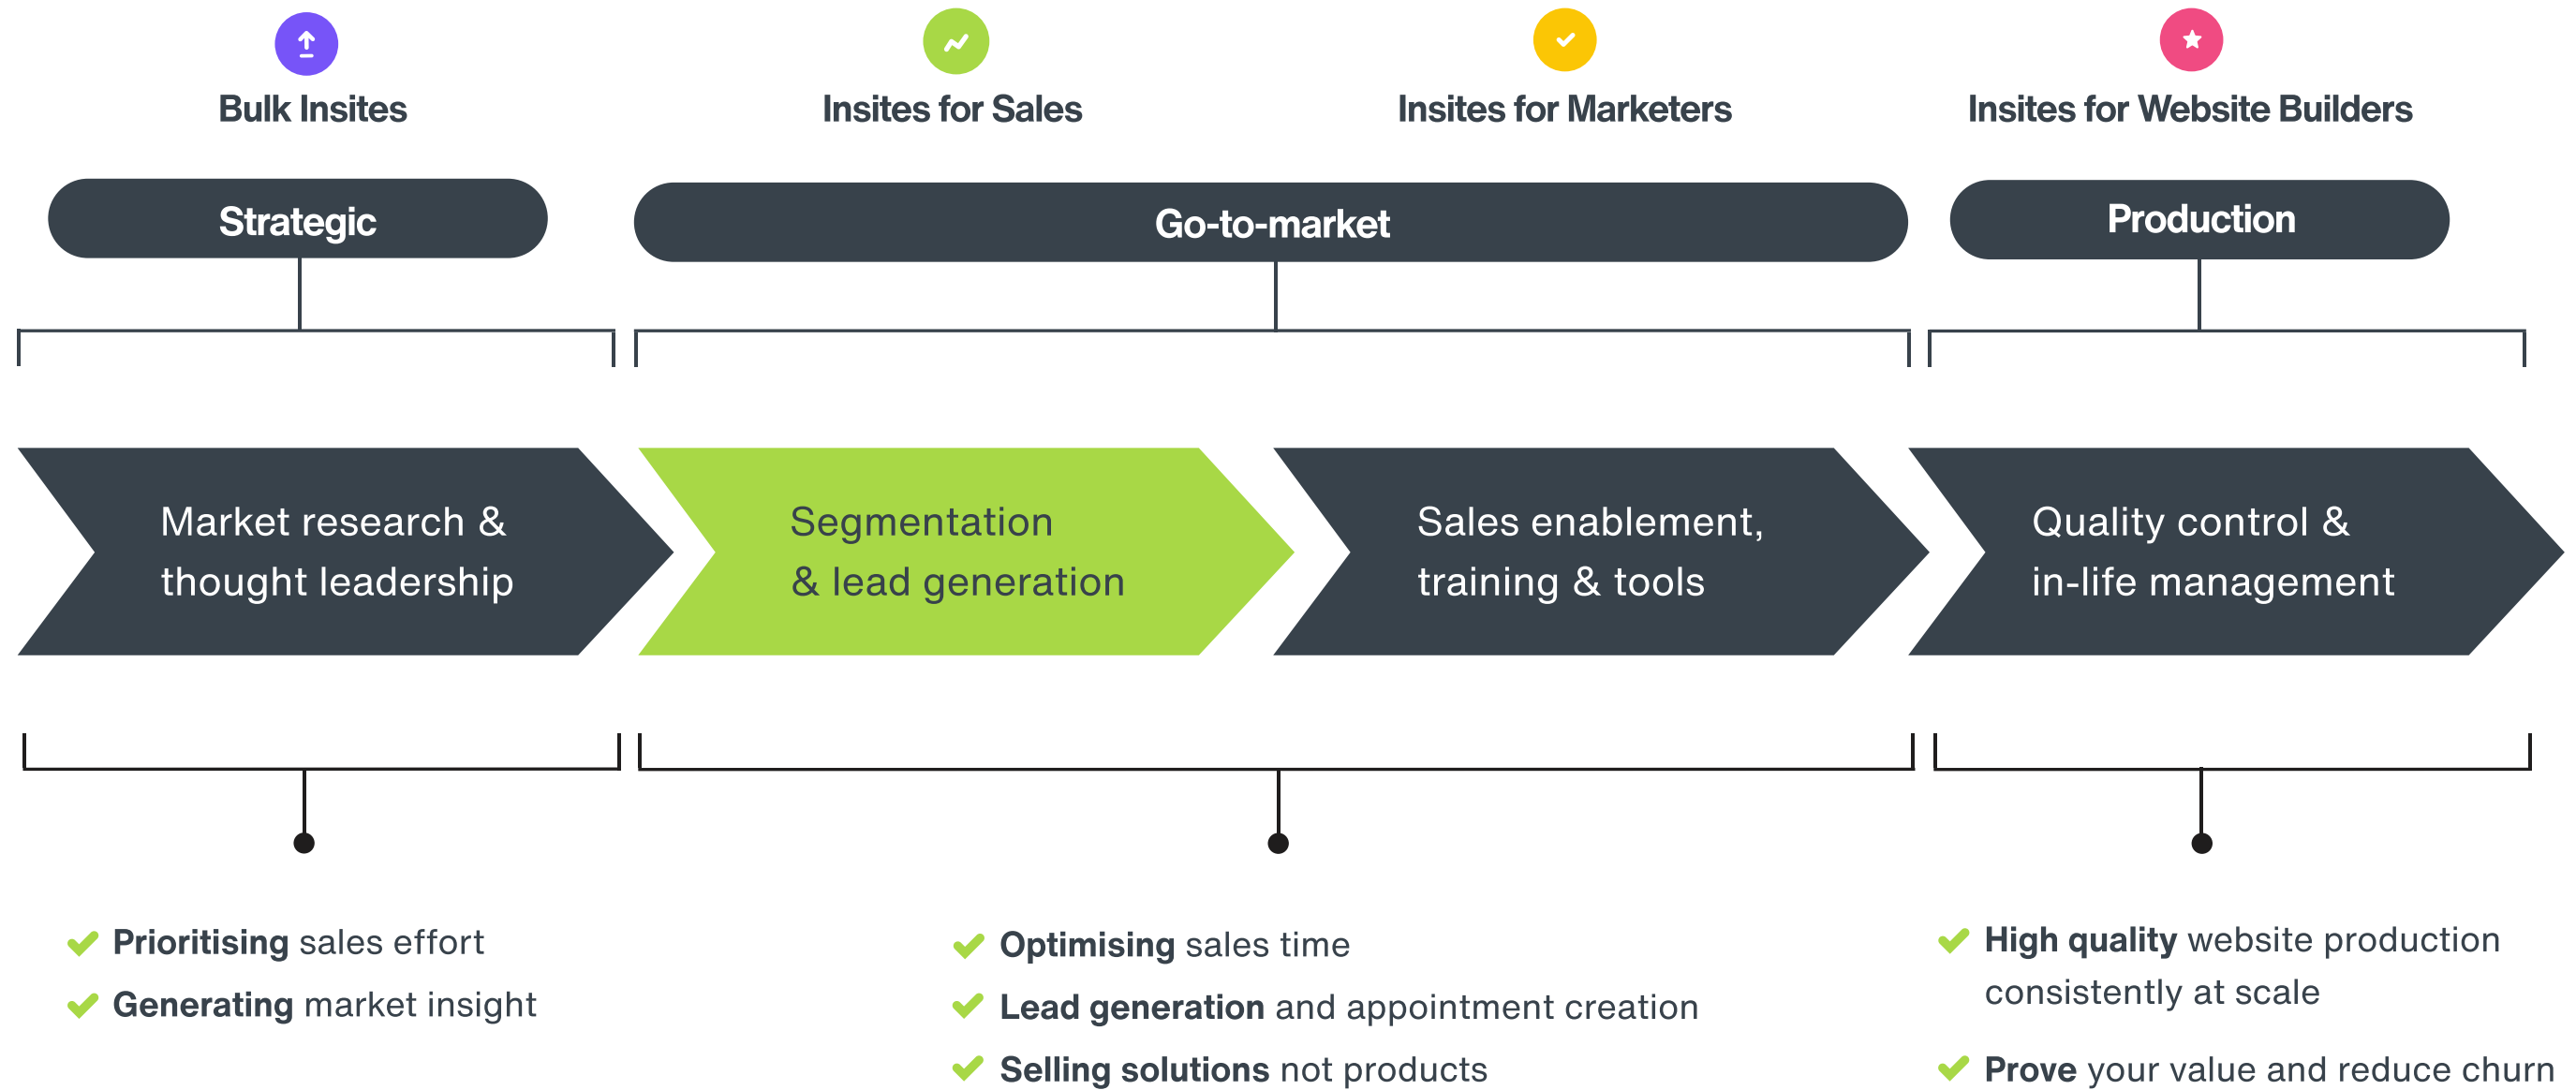 Bulk Insites
Insites for Sales
Insites for Marketers
Insites for Website Builders
Strategic
Go-to-market
Production
Market research &
thought leadership
Segmentation
& lead generation
Sales enablement,
training & tools
Quality control &
in-life management
Prioritising sales effort
Generating market insight
Optimising sales time
Lead generation and appointment creation
Selling solutions not products
High quality website production
consistently at scale
Prove your value and reduce churn